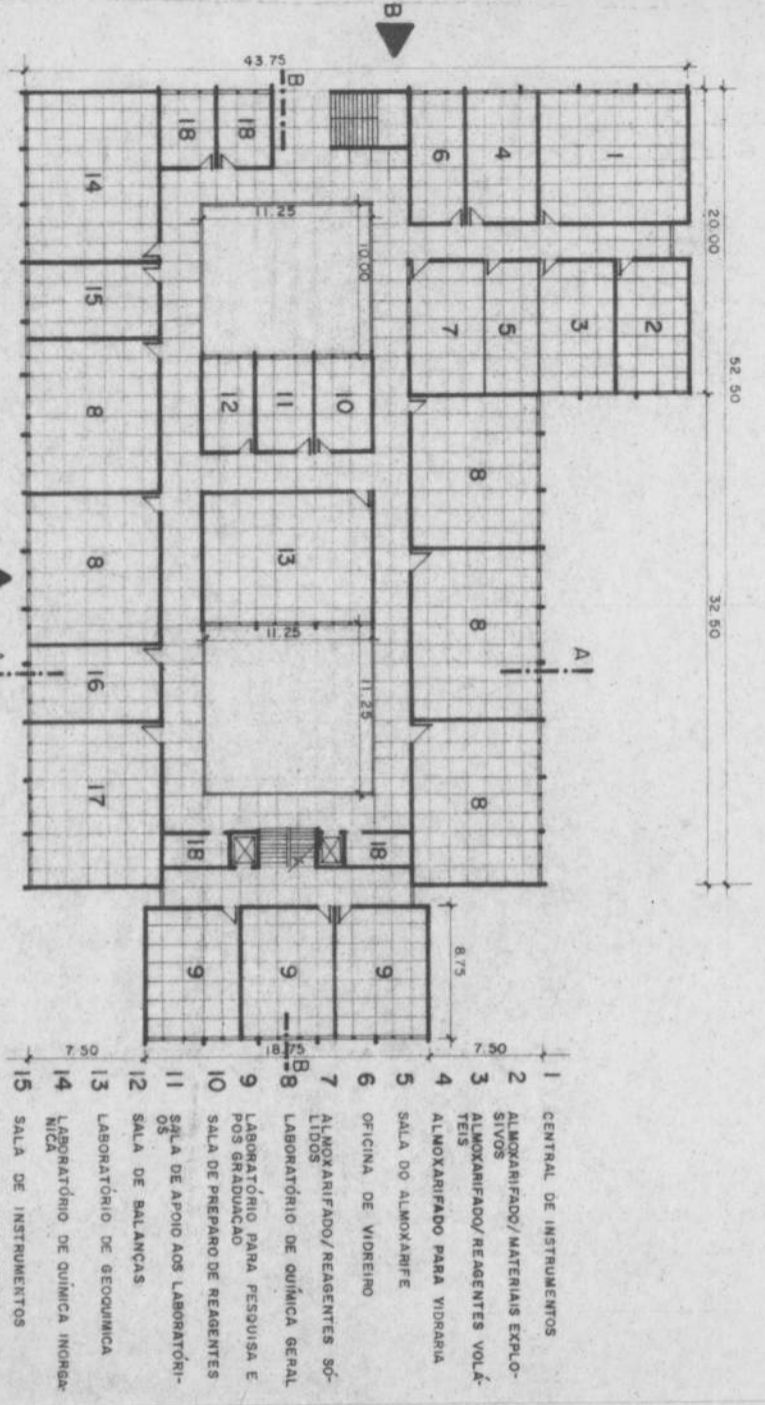 52.50
20.00 32.50
2
1
A
3
4 5
8 8 8
6 7
8.75
B
10.00 11.25
10
18
9
43.75
B
11.25
11
13
11.25
9
B
18 12
18
18
9
14 15 8 8 16 17
7.50
18.75
7.50
1 CENTRAL DE INSTRUMENTOS
2 ALMOXARIFADO/MATERIAIS EXPLO-
SIVOS
3 ALMOXARIFADO/REAGENTES VOLÁ-
TEIS
4 ALMOXARIFADO PARA VIDRARIA
5 SALA DO ALMOXARIFE
6 OFICINA DE VIDREIRO
7 ALMOXARIFADO/REAGENTES SÓ-
LIDOS
8 LABORATÓRIO DE QUÍMICA GERAL
9 LABORATÓRIO PARA PESQUISA E
PÓS GRADUACÃO
10 SALA DE PREPARO DE REAGENTES
11 SALA DE APOIO AOS LABORATÓRI-
OS
12 SALA DE BALANÇAS
13 LABORATÓRIO DE GEOQUIMICA
14 LABORATÓRIO DE QUÍMICA INORGÂ-
NICA
15 SALA DE INSTRUMENTOS